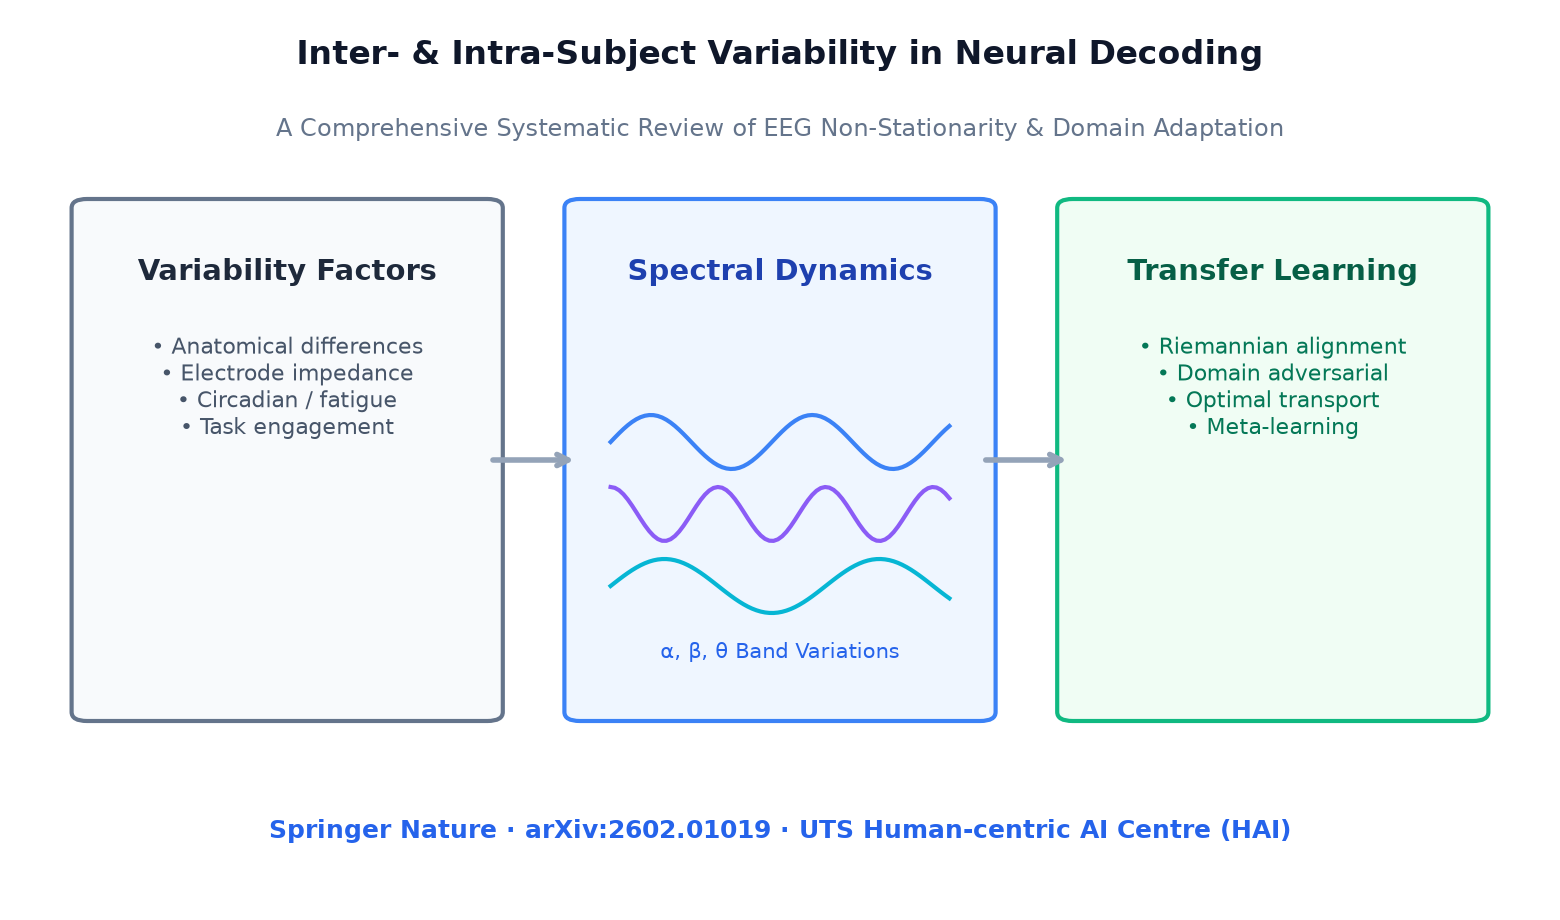 Inter- & Intra-Subject Variability in Neural Decoding
A Comprehensive Systematic Review of EEG Non-Stationarity & Domain Adaptation
Variability Factors
• Anatomical differences
• Electrode impedance
• Circadian / fatigue
• Task engagement
Spectral Dynamics
α, β, θ Band Variations
Transfer Learning
• Riemannian alignment
• Domain adversarial
• Optimal transport
• Meta-learning
Springer Nature · arXiv:2602.01019 · UTS Human-centric AI Centre (HAI)